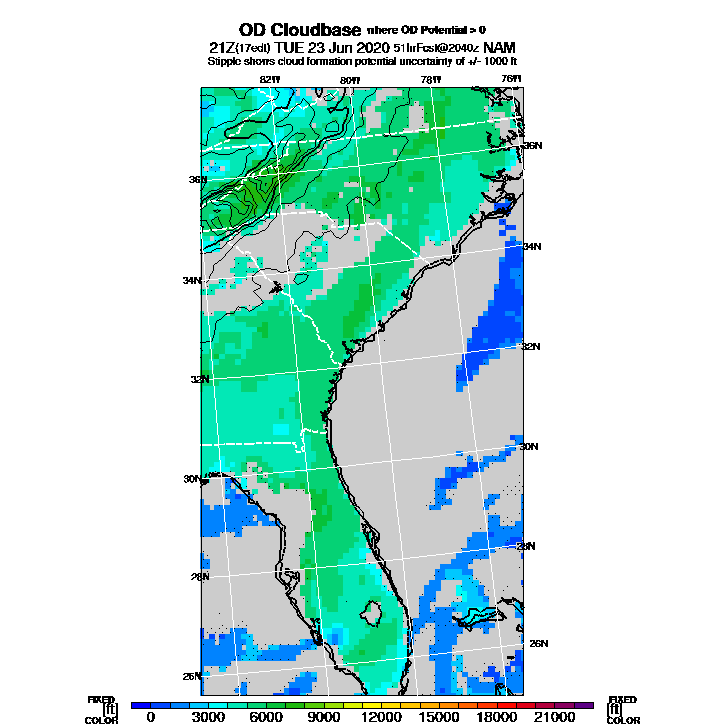 OD Cloudbase where OD Potential > 0
21Z(17edt) TUE 23 Jun 2020 51hrFcst@2040z NAM
Stipple shows cloud formation potential uncertainty of +/- 1000 ft
82W 80W 78W 76W
36N
36N
34N
34N
32N
32N
30N
30N
28N
28N
26N
26N
FIXED FIXED
[ft] 0 3000 6000 9000 12000 15000 18000 21000 [ft]
COLOR COLOR